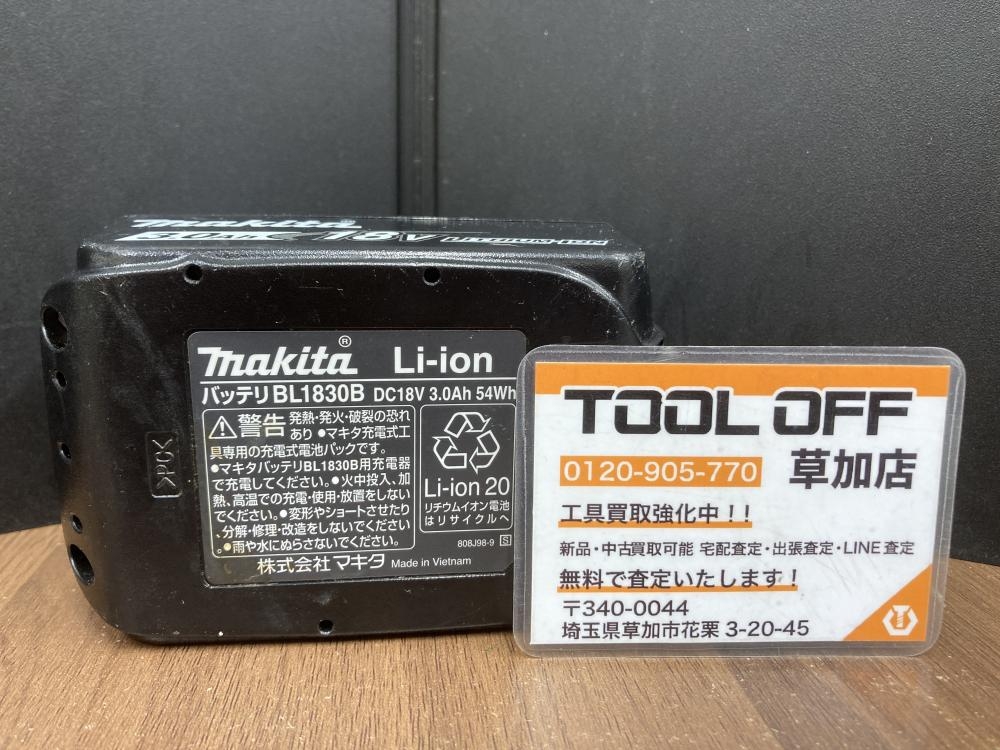 makita
18V LITHIUM-ION
makita® Li-ion
バッテリ BL1830B DC18V 3.0Ah 54Wh
警告 発熱・発火・破裂の恐れ
あり ●マキタ充電式工
具専用の充電式電池パックです。
●マキタバッテリBL1830B用充電器
で充電してください。●火中投入、加
熱、高温での充電・使用・放置をしない
でください。●変形やショートさせたり
、分解・修理・改造をしないでください。
●雨や水にぬらさないでください。
Li-ion 20
リチウムイオン電池
はリサイクルへ
808J98-9 S
株式会社 マキタ Made in Vietnam
>PC<
TOOL OFF
0120-905-770 草加店
工具買取強化中!!
新品・中古買取可能 宅配査定・出張査定・LINE査定
無料で査定いたします!
〒340-0044
埼玉県草加市花栗 3-20-45